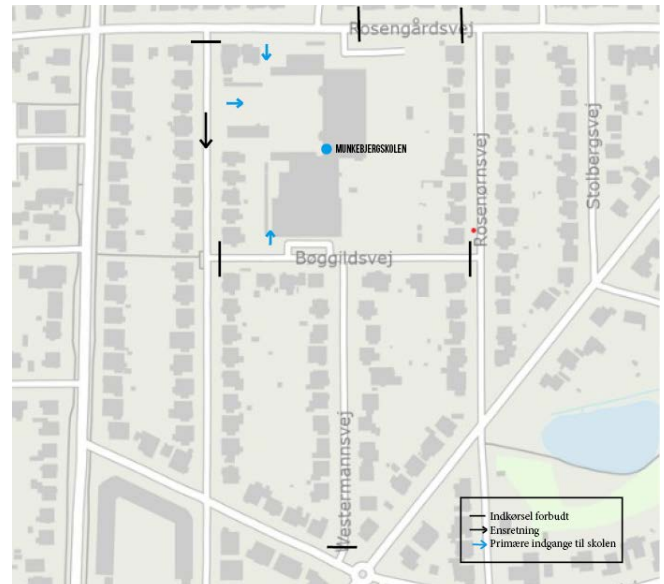 Rosengårdsvej
MUNKEBJERGSKOLEN
Rosenørnsvej
Stolbergsvej
Bøggildsvej
Westermannsvej
Indkørsel forbudt
Ensretning
Primære indgange til skolen